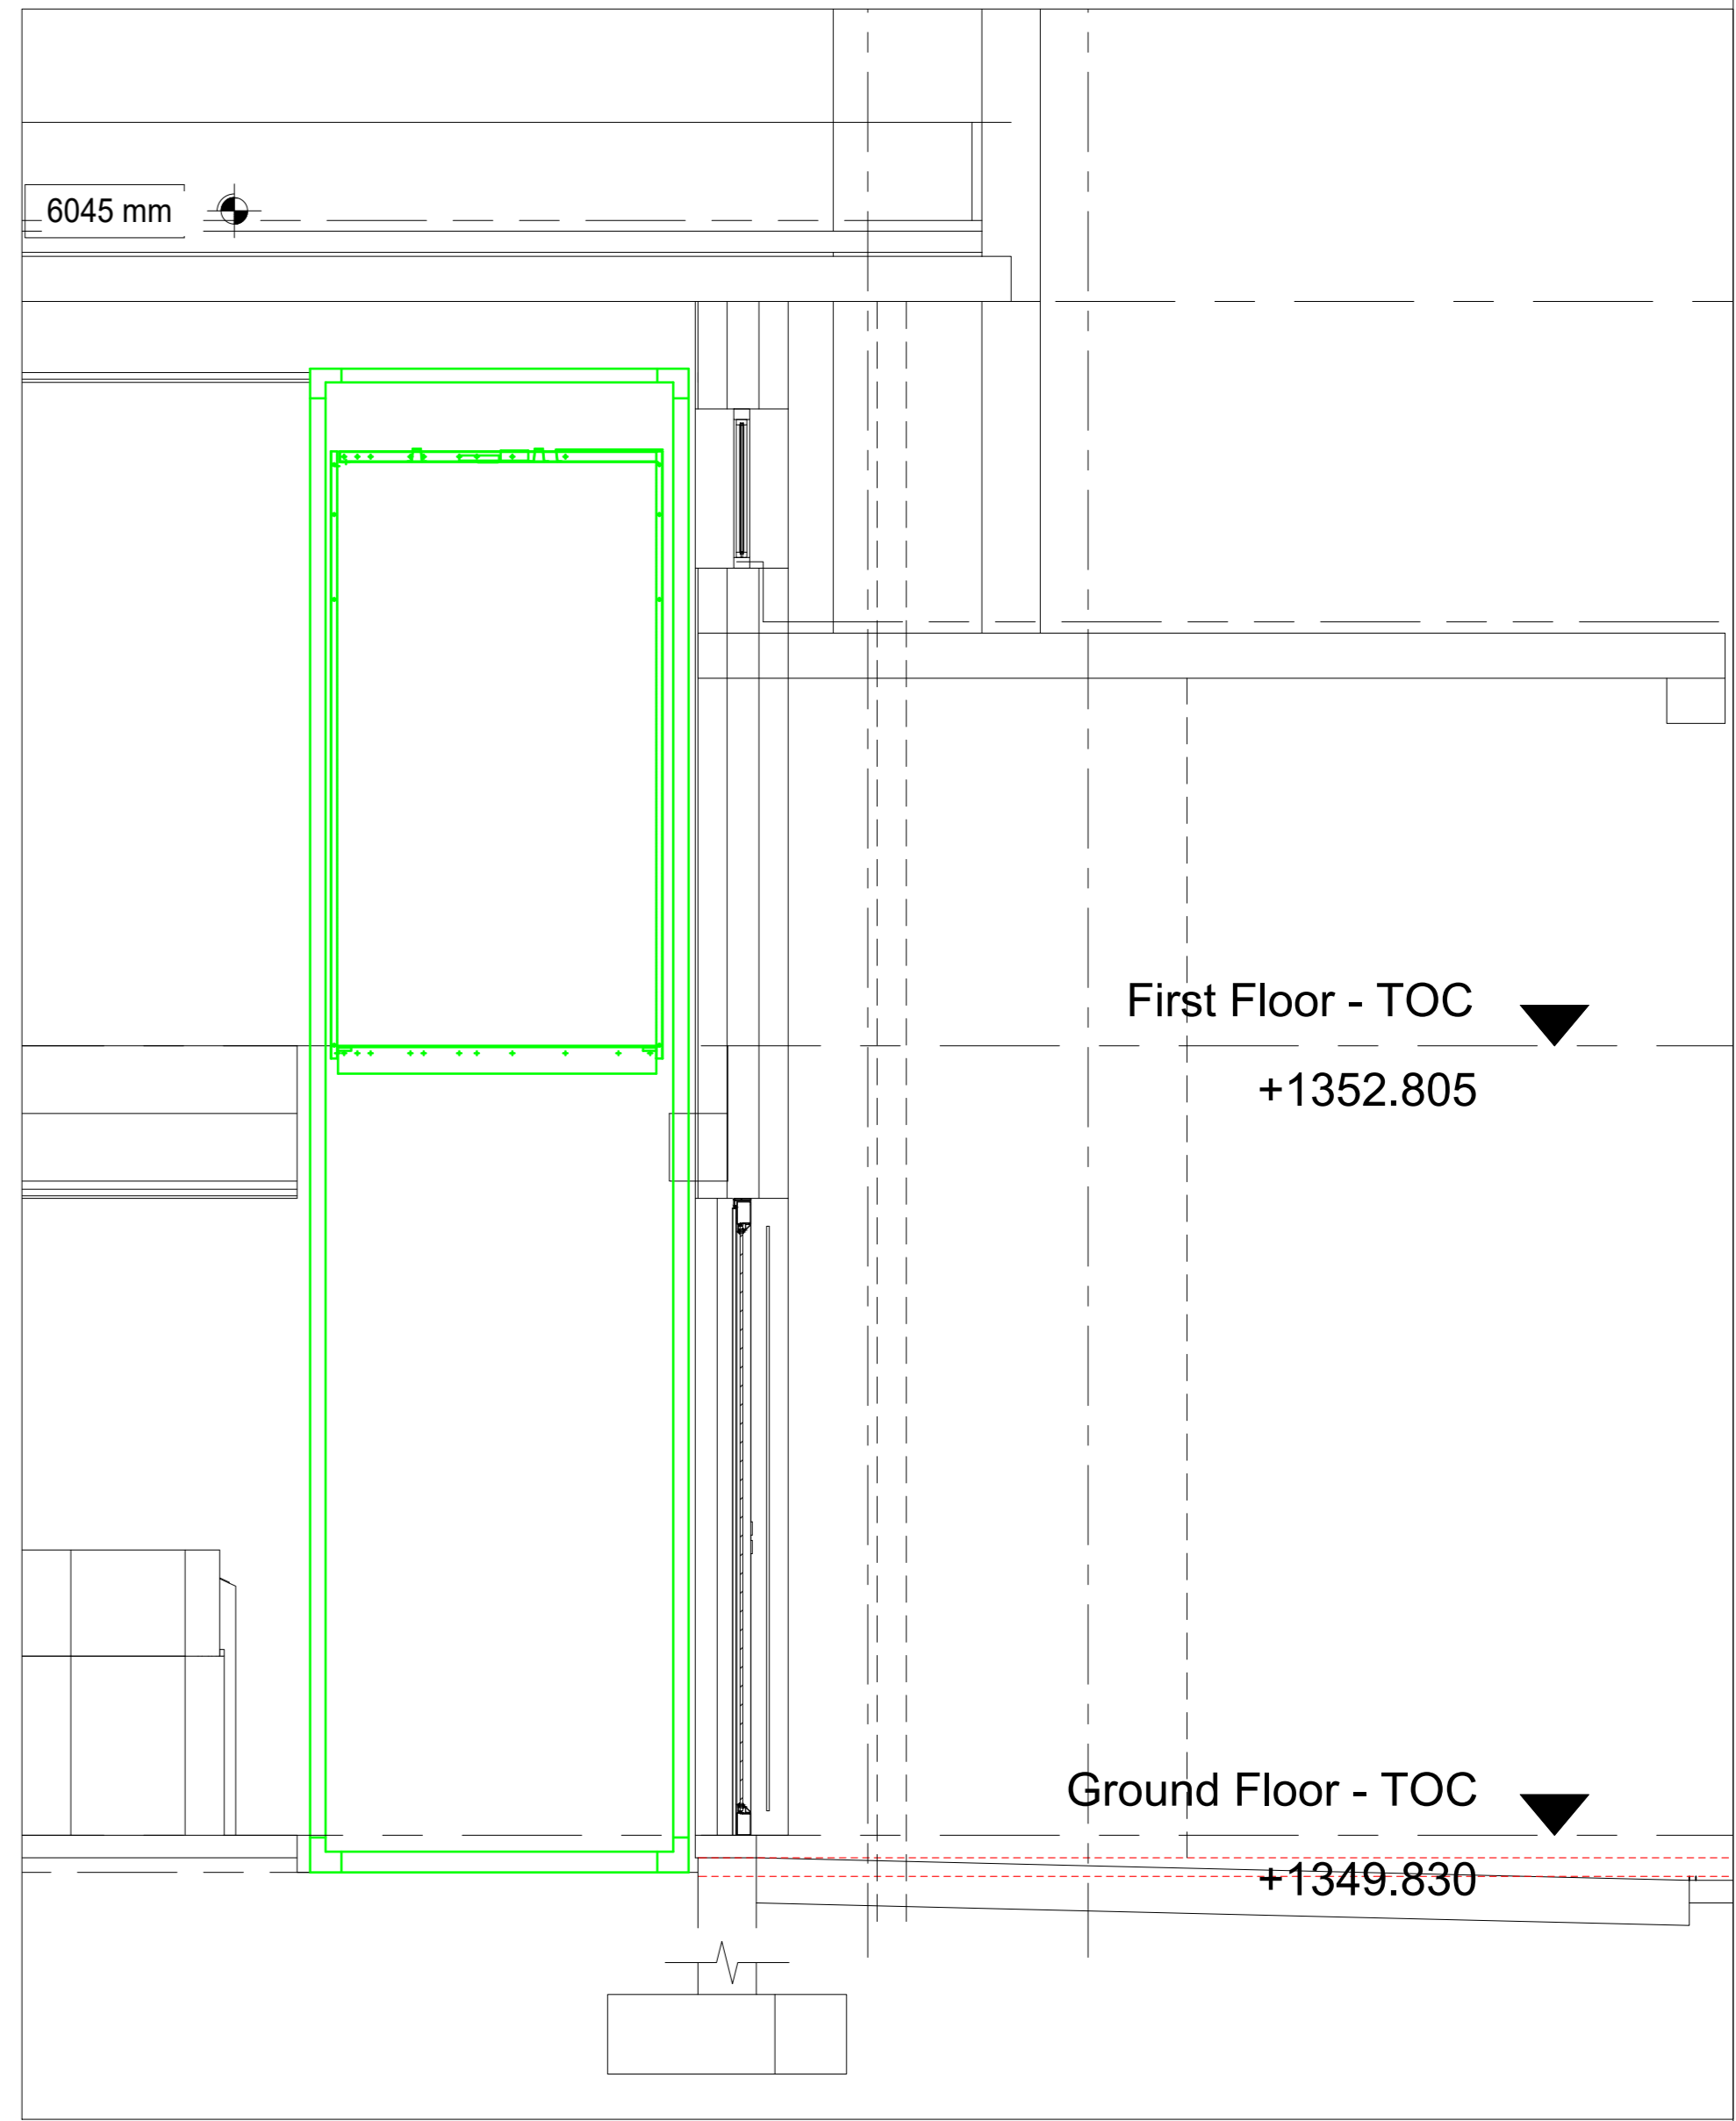 6045 mm
First Floor - TOC
+1352.805
Ground Floor - TOC
+1349.830